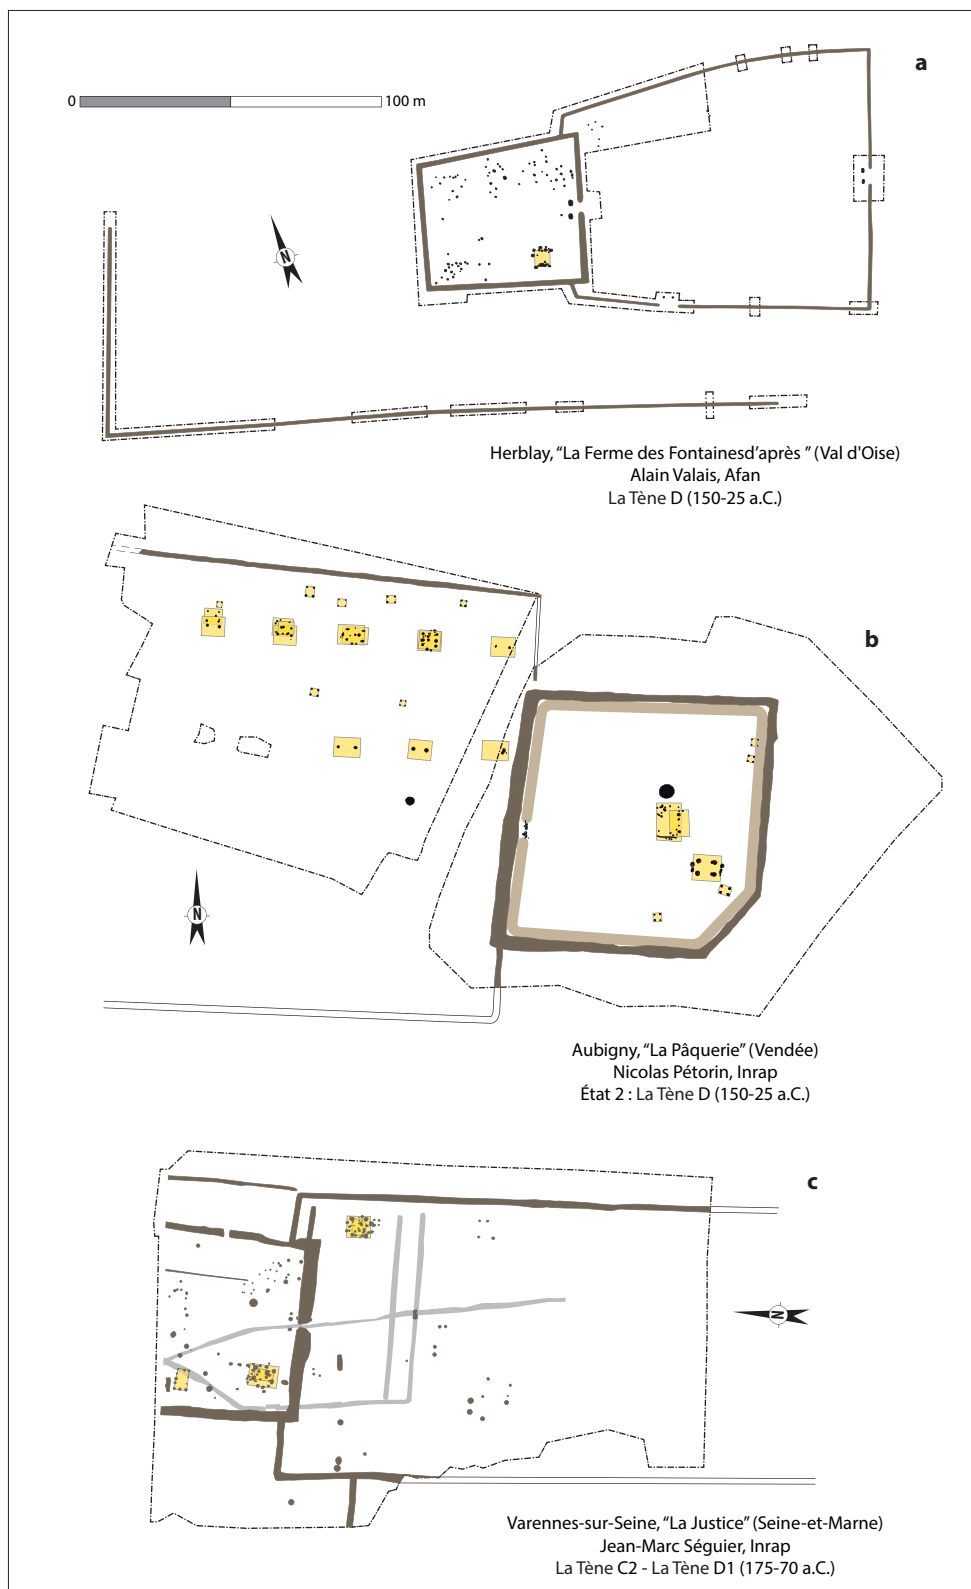 a
0 100 m
N
Herblay, “La Ferme des Fontainesd’après ” (Val d'Oise)
Alain Valais, Afan
La Tène D (150-25 a.C.)
b
N
Aubigny, “La Pâquerie” (Vendée)
Nicolas Pétorin, Inrap
État 2 : La Tène D (150-25 a.C.)
c
N
Varennes-sur-Seine, “La Justice” (Seine-et-Marne)
Jean-Marc Séguier, Inrap
La Tène C2 - La Tène D1 (175-70 a.C.)